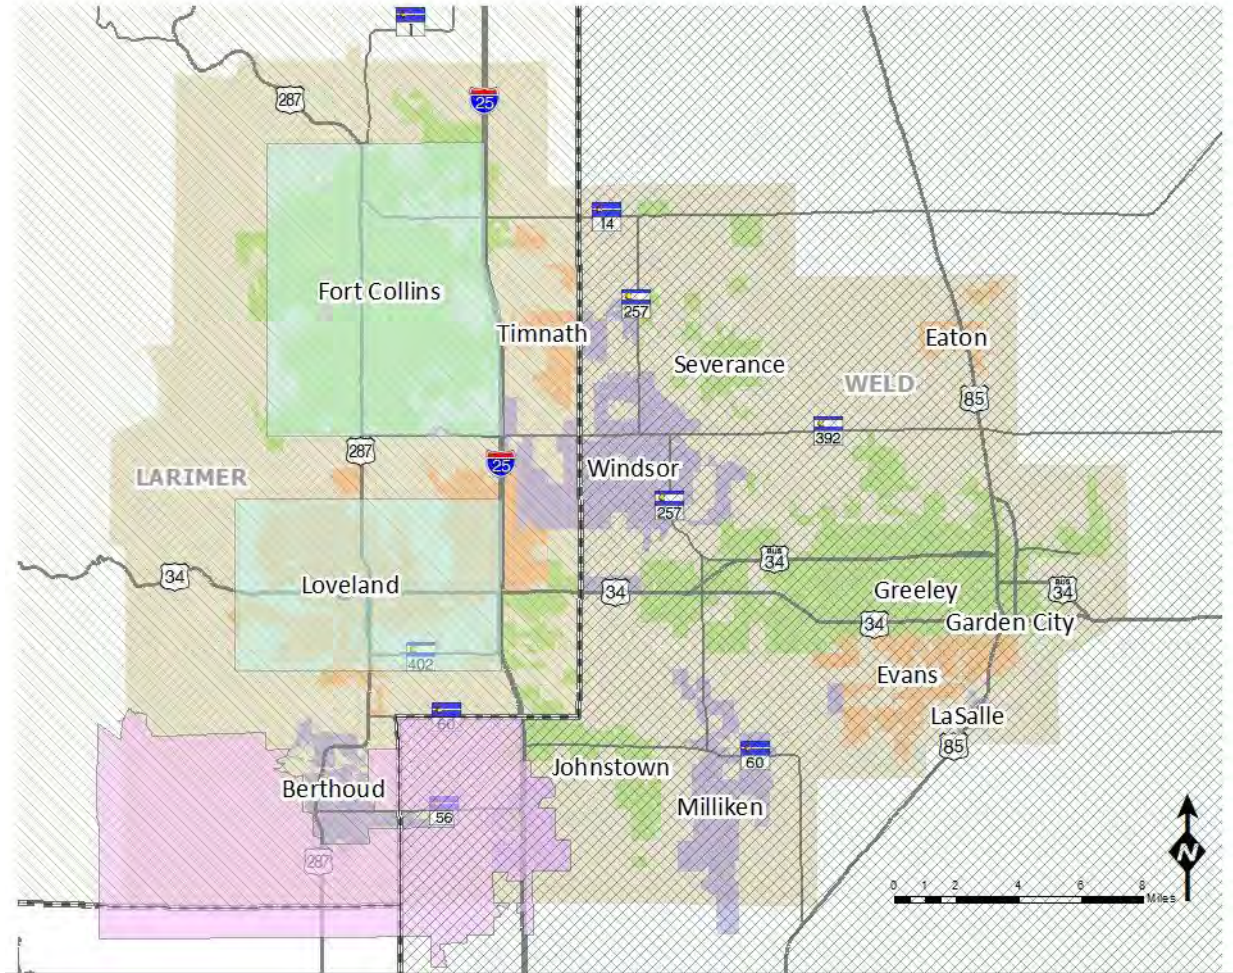 1
287
25
14
Fort Collins
257
Timnath
Eaton
Severance
WELD
85
392
287
25
LARIMER
Windsor
257
BUS
34
34
Loveland
34
Greeley
BUS
34
34
Garden City
402
Evans
60
LaSalle
85
60
Johnstown
Berthoud
Milliken
56
287
N
0 1 2 4 6 8
Miles